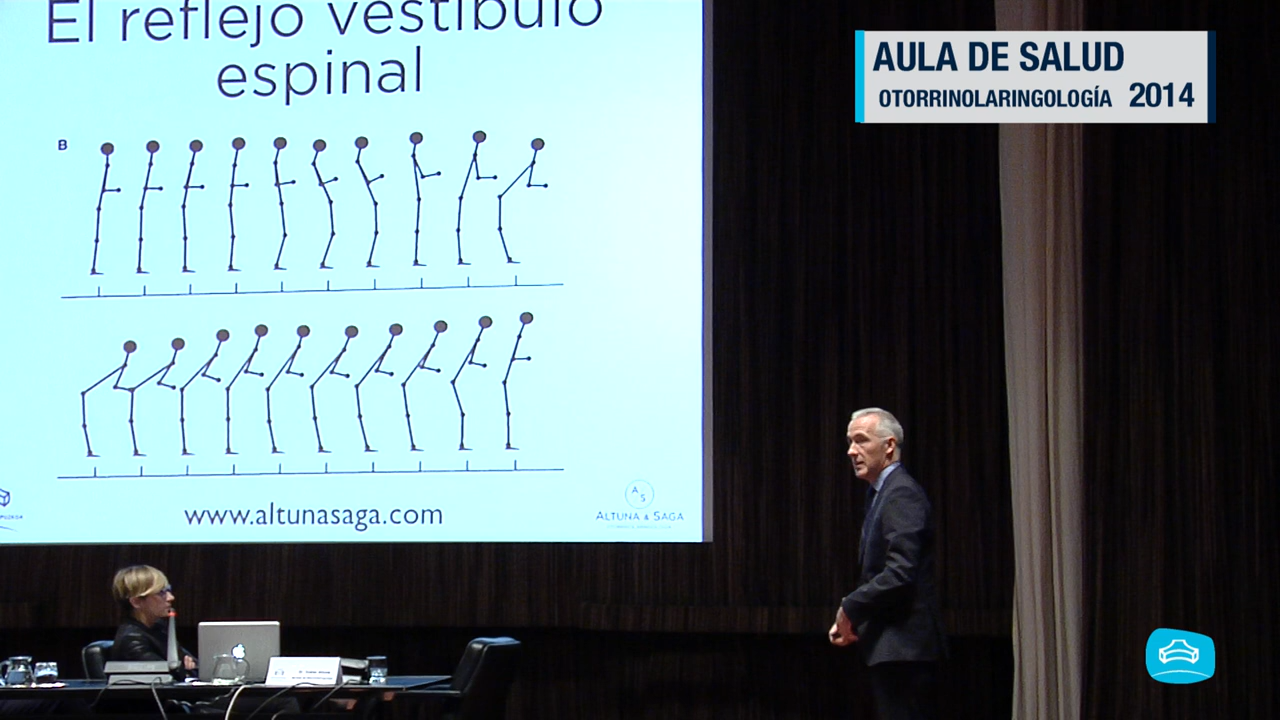 El reflejo vestíbulo
espinal
AULA DE SALUD
OTORRINOLARINGOLOGÍA 2014
B
www.altunasaga.com
A S
ALTUNA & SAGA